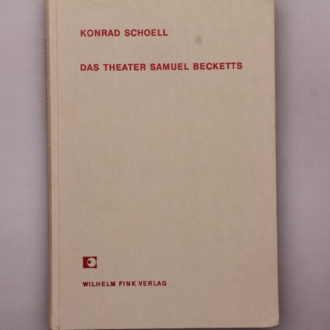 KONRAD SCHOELL
DAS THEATER SAMUEL BECKETTS
WILHELM FINK VERLAG